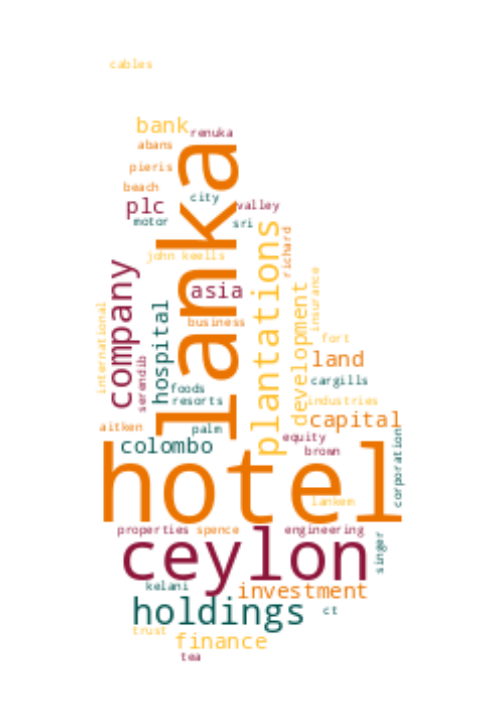 cables
bank
renuka
abans
pieris
beach
city
plc
valley
motor
sri
lanka
richard
john keells
plantations
company
asia
insurance
development
hospital
international
business
fort
land
serendib
foods
cargills
resorts
industries
capital
aitken
palm
equity
colombo
brown
corporation
hotel
lankem
properties
spence
engineering
ceylon
singer
kelani
investment
holdings
ct
trust
finance
tea